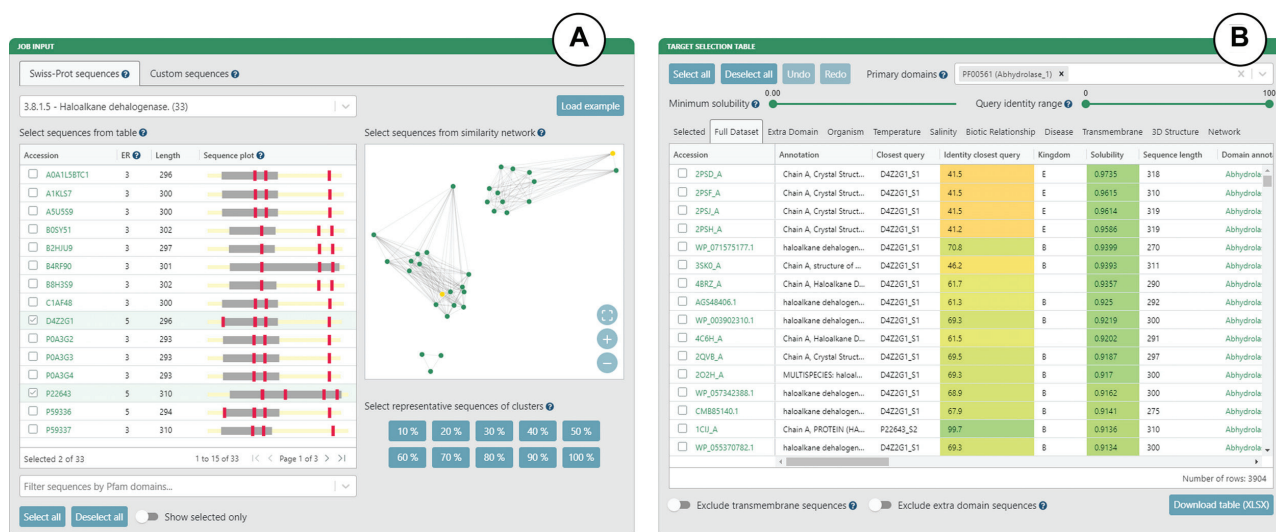 A
JOB INPUT
Swiss-Prot sequences ? Custom sequences ?
3.8.1.5 - Haloalkane dehalogenase. (33)
Load example
Select sequences from table ?
Select sequences from similarity network ?
Accession ER ? Length Sequence plot ?
A0A1L5BTC1 3 296
A1KLS7 3 300
A5U5S9 3 300
B0SY51 3 302
B2HJU9 3 297
B4RF90 3 301
B8H3S9 3 302
C1AF48 3 300
D4Z2G1 5 296
P0A3G2 3 293
P0A3G3 3 293
P0A3G4 3 293
P22643 5 310
P59336 5 294
P59337 3 310
Selected 2 of 33 1 to 15 of 33 Page 1 of 3
Select representative sequences of clusters ?
10 % 20 % 30 % 40 % 50 %
60 % 70 % 80 % 90 % 100 %
Filter sequences by Pfam domains...
Select all Deselect all Show selected only
B
TARGET SELECTION TABLE
Select all Deselect all Undo Redo Primary domains ? PF00561 (Abhydrolase_1) × X
Minimum solubility ? 0.00 Query identity range ? 0 100
Selected Full Dataset Extra Domain Organism Temperature Salinity Biotic Relationship Disease Transmembrane 3D Structure Network
Accession Annotation Closest query Identity closest query Kingdom Solubility Sequence length Domain annot
2PSD_A Chain A, Crystal Struct... D4Z2G1_S1 41.5 E 0.9735 318 Abhydrola
2PSF_A Chain A, Crystal Struct... D4Z2G1_S1 41.5 E 0.9615 310 Abhydrola
2PSJ_A Chain A, Crystal Struct... D4Z2G1_S1 41.5 E 0.9614 319 Abhydrola
2PSH_A Chain A, Crystal Struct... D4Z2G1_S1 41.2 E 0.9586 319 Abhydrola
WP_071575177.1 haloalkane dehalogen... D4Z2G1_S1 70.8 B 0.9399 270 Abhydrola
3SK0_A Chain A, structure of ... D4Z2G1_S1 46.2 B 0.9393 311 Abhydrola
4BRZ_A Chain A, Haloalkane D... D4Z2G1_S1 61.7 0.9357 290 Abhydrola
AGS48406.1 haloalkane dehalogen... D4Z2G1_S1 61.3 B 0.925 292 Abhydrola
WP_003902310.1 haloalkane dehalogen... D4Z2G1_S1 69.3 B 0.9219 300 Abhydrola
4C6H_A Chain A, Haloalkane D... D4Z2G1_S1 61.5 0.9202 291 Abhydrola
2QVB_A Chain A, Crystal Struct... D4Z2G1_S1 69.5 B 0.9187 297 Abhydrola
2O2H_A MULTISPECIES: haloal... D4Z2G1_S1 69.3 B 0.917 300 Abhydrola
WP_057342388.1 haloalkane dehalogen... D4Z2G1_S1 68.9 B 0.9162 300 Abhydrola
CMB85140.1 haloalkane dehalogen... D4Z2G1_S1 67.9 B 0.9141 275 Abhydrola
1CIJ_A Chain A, PROTEIN (HA... P22643_S2 99.7 B 0.9136 310 Abhydrola
WP_055370782.1 haloalkane dehalogen... D4Z2G1_S1 69.3 B 0.9134 300 Abhydrola
Number of rows: 3904
Exclude transmembrane sequences ? Exclude extra domain sequences ? Download table (XLSX)